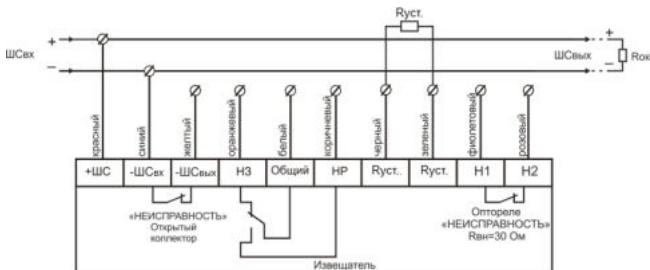 Rуст.
+
ШСвх
−
+
ШСвых
−
Rок
красный
синий
желтый
оранжевый
белый
коричневый
черный
зеленый
фиолетовый
розовый
+ШС
-ШСвх
-ШСвых
НЗ
Общий
НР
Rуст..
Rуст.
Н1
Н2
«НЕИСПРАВНОСТЬ»
Открытый
коллектор
Оптореле
«НЕИСПРАВНОСТЬ»
Rвн=30 Ом
Извещатель